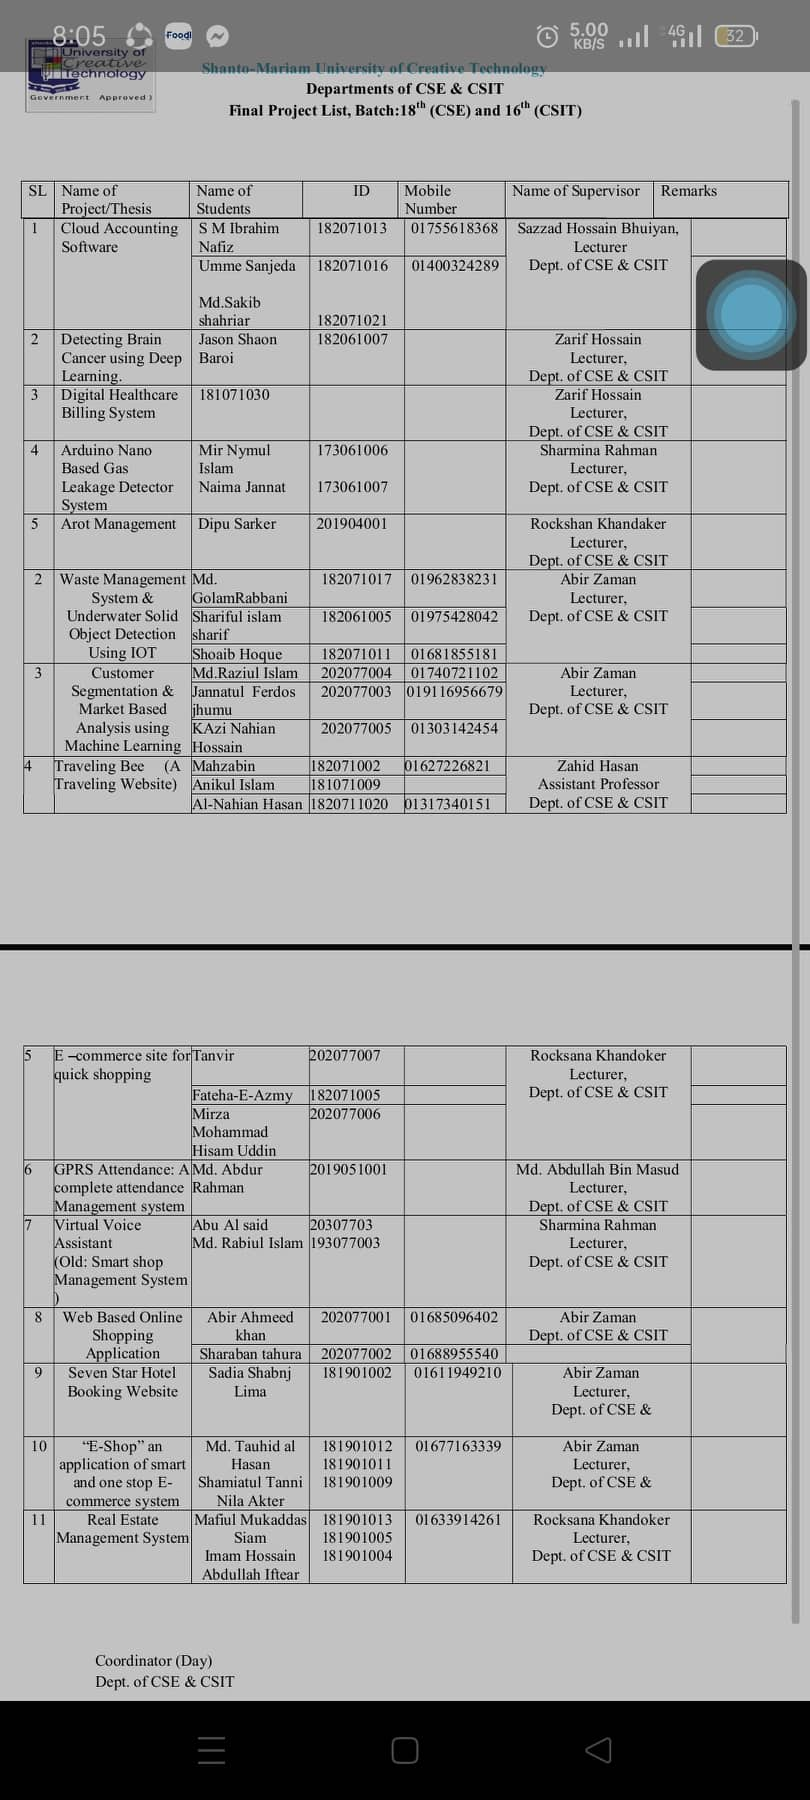 8:05 Foodi 5.00 KB/S 4G 32
University of
Creative
Technology
Government Approved)
Shanto-Mariam University of Creative Technology
Departments of CSE & CSIT
Final Project List, Batch:18th (CSE) and 16th (CSIT)
SL Name of Project/Thesis Name of Students ID Mobile Number Name of Supervisor Remarks
1 Cloud Accounting S M Ibrahim 182071013 01755618368 Sazzad Hossain Bhuiyan,
Software Nafiz Lecturer
Umme Sanjeda 182071016 01400324289 Dept. of CSE & CSIT
Md.Sakib
shahriar 182071021
2 Detecting Brain Jason Shaon 182061007 Zarif Hossain
Cancer using Deep Baroi Lecturer,
Learning. Dept. of CSE & CSIT
3 Digital Healthcare 181071030 Zarif Hossain
Billing System Lecturer,
Dept. of CSE & CSIT
4 Arduino Nano Mir Nymul 173061006 Sharmina Rahman
Based Gas Islam Lecturer,
Leakage Detector Naima Jannat 173061007 Dept. of CSE & CSIT
System
5 Arot Management Dipu Sarker 201904001 Rockshan Khandaker
Lecturer,
Dept. of CSE & CSIT
2 Waste Management Md. 182071017 01962838231 Abir Zaman
System & GolamRabbani Lecturer,
Underwater Solid Shariful islam 182061005 01975428042 Dept. of CSE & CSIT
Object Detection sharif
Using IOT Shoaib Hoque 182071011 01681855181
3 Customer Md.Raziul Islam 202077004 01740721102 Abir Zaman
Segmentation & Jannatul Ferdos 202077003 019116956679 Lecturer,
Market Based jhumu Dept. of CSE & CSIT
Analysis using KAzi Nahian 202077005 01303142454
Machine Learning Hossain
4 Traveling Bee (A Mahzabin 182071002 01627226821 Zahid Hasan
Traveling Website) Anikul Islam 181071009 Assistant Professor
Al-Nahian Hasan 1820711020 01317340151 Dept. of CSE & CSIT
5 E –commerce site for Tanvir 202077007 Rocksana Khandoker
quick shopping Lecturer,
Fateha-E-Azmy 182071005 Dept. of CSE & CSIT
Mirza 202077006
Mohammad
Hisam Uddin
6 GPRS Attendance: A Md. Abdur 2019051001 Md. Abdullah Bin Masud
complete attendance Rahman Lecturer,
Management system Dept. of CSE & CSIT
7 Virtual Voice Abu Al said 20307703 Sharmina Rahman
Assistant Md. Rabiul Islam 193077003 Lecturer,
(Old: Smart shop Dept. of CSE & CSIT
Management System
)
8 Web Based Online Abir Ahmeed 202077001 01685096402 Abir Zaman
Shopping khan Dept. of CSE & CSIT
Application Sharaban tahura 202077002 01688955540
9 Seven Star Hotel Sadia Shabnj 181901002 01611949210 Abir Zaman
Booking Website Lima Lecturer,
Dept. of CSE &
10 “E-Shop” an Md. Tauhid al 181901012 01677163339 Abir Zaman
application of smart Hasan 181901011 Lecturer,
and one stop E- Shamiatul Tanni 181901009 Dept. of CSE &
commerce system Nila Akter
11 Real Estate Mafiul Mukaddas 181901013 01633914261 Rocksana Khandoker
Management System Siam 181901005 Lecturer,
Imam Hossain 181901004 Dept. of CSE & CSIT
Abdullah Iftear
Coordinator (Day)
Dept. of CSE & CSIT